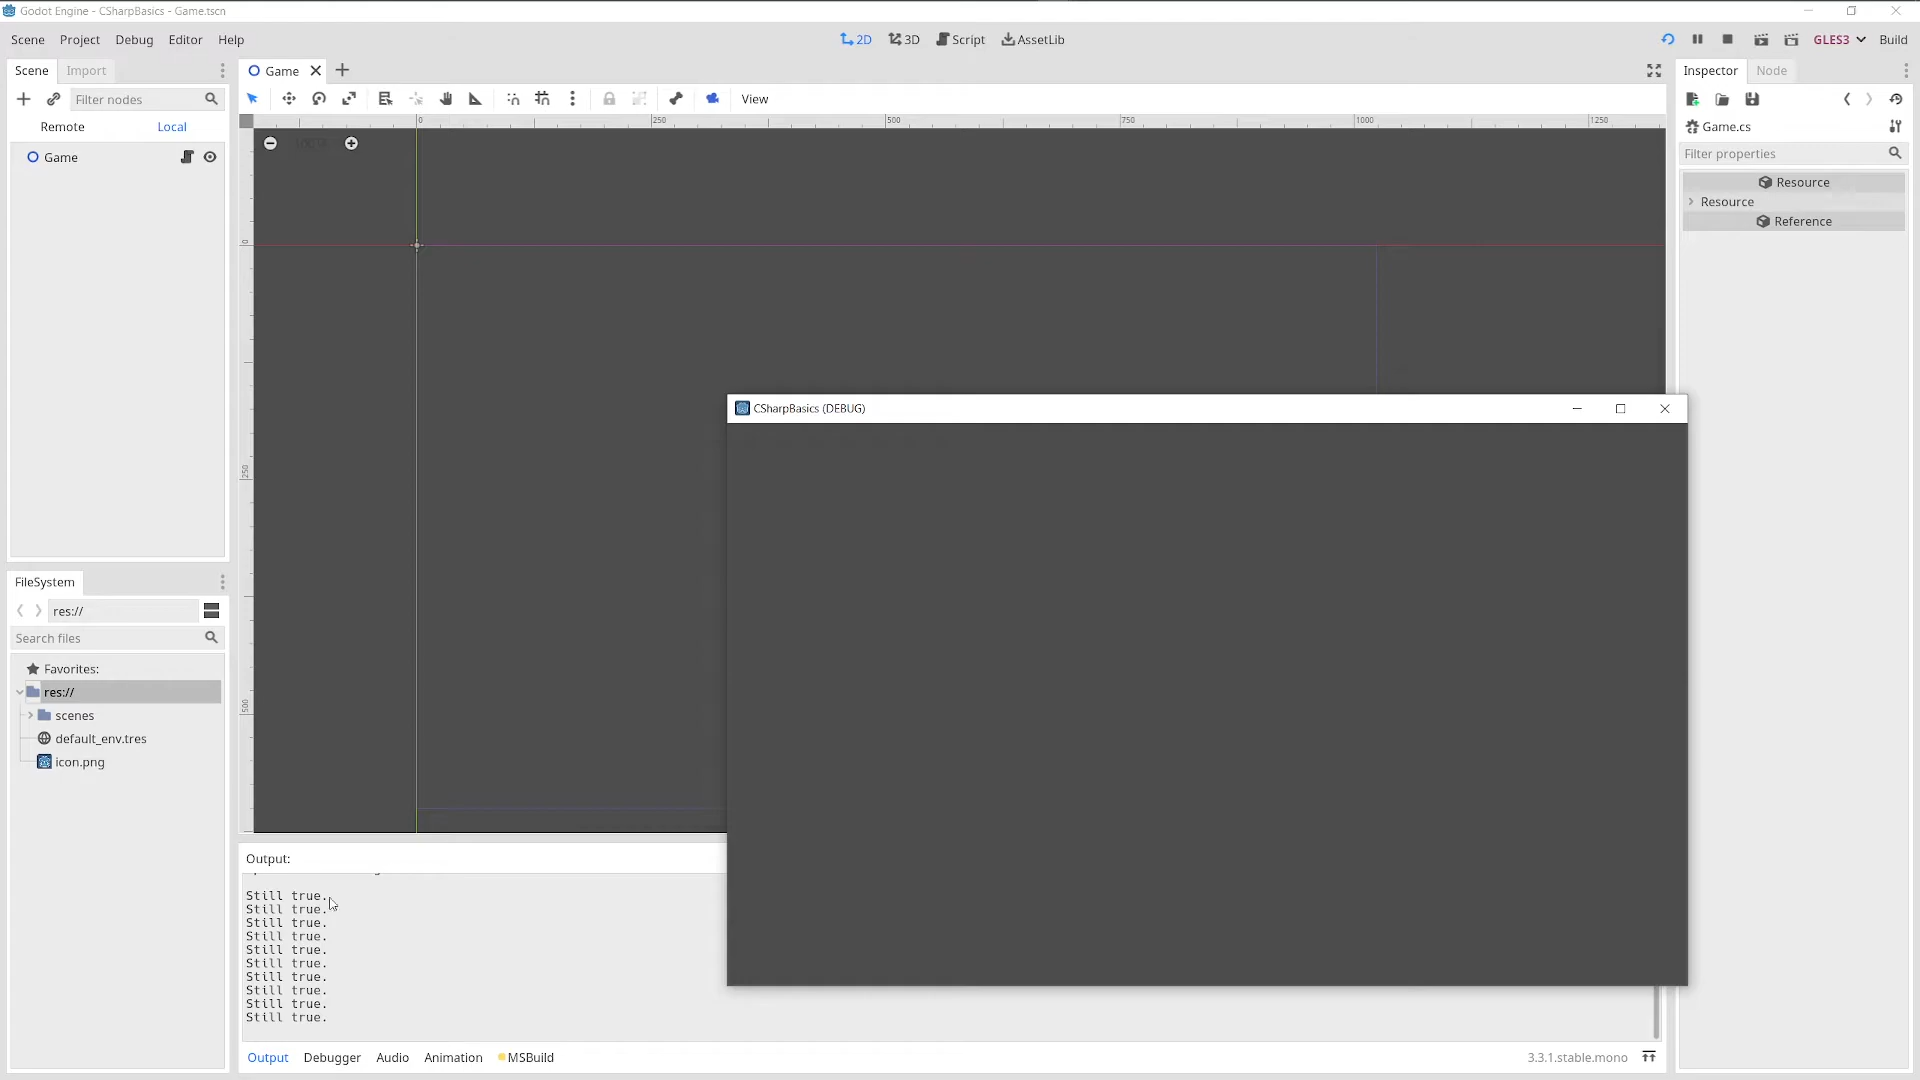 Godot Engine - CSharpBasics - Game.tscn
Scene Project Debug Editor Help
2D 3D Script AssetLib
GLES3 Build
Scene Import
Game
Inspector Node
Filter nodes
View
Remote Local
Game.cs
Game
Filter properties
Resource
Resource
Reference
0 250 500 750 1000 1250
0
250
500
CSharpBasics (DEBUG)
FileSystem
res://
Search files
Favorites:
res://
scenes
default_env.tres
icon.png
Output:
Still true.
Still true.
Still true.
Still true.
Still true.
Still true.
Still true.
Still true.
Still true.
Still true.
Output Debugger Audio Animation MSBuild
3.3.1.stable.mono